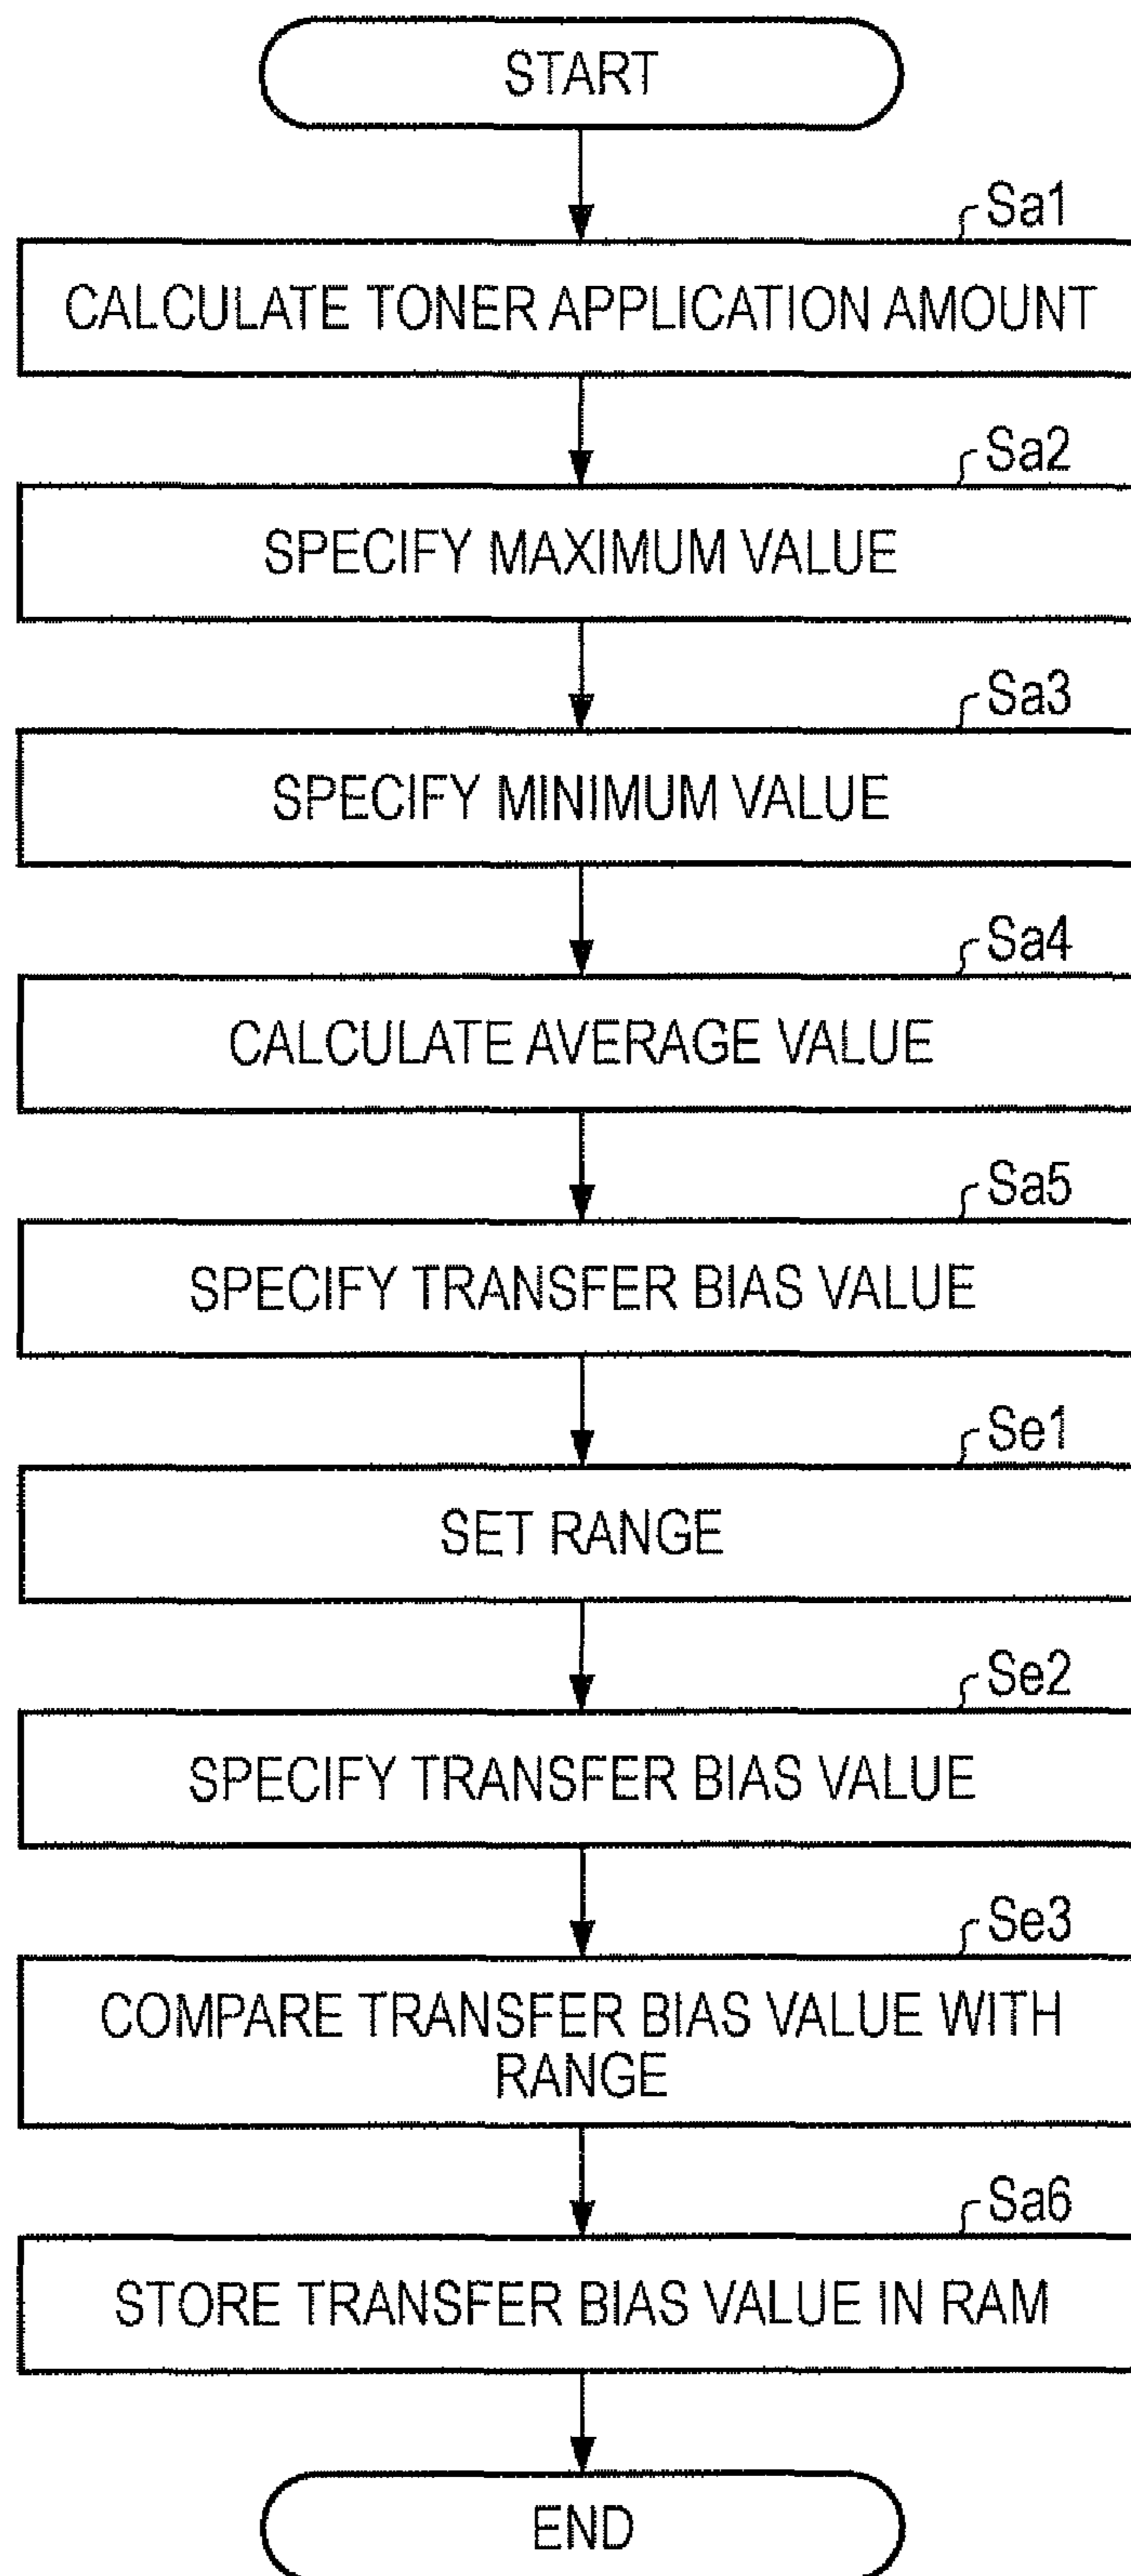 START
Sa1
CALCULATE TONER APPLICATION AMOUNT
Sa2
SPECIFY MAXIMUM VALUE
Sa3
SPECIFY MINIMUM VALUE
Sa4
CALCULATE AVERAGE VALUE
Sa5
SPECIFY TRANSFER BIAS VALUE
Se1
SET RANGE
Se2
SPECIFY TRANSFER BIAS VALUE
Se3
COMPARE TRANSFER BIAS VALUE WITH
RANGE
Sa6
STORE TRANSFER BIAS VALUE IN RAM
END